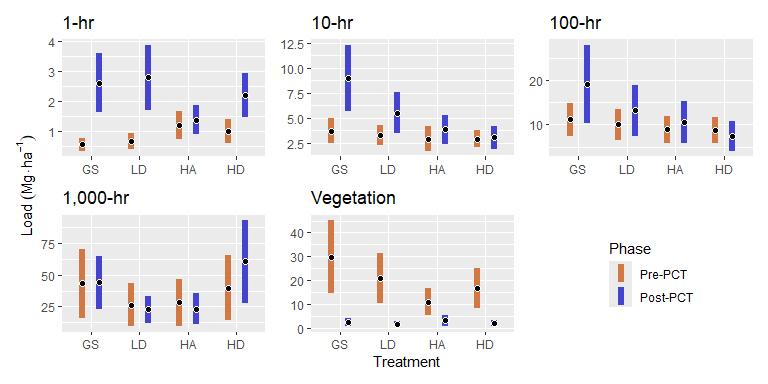 1-hr
10-hr
100-hr
4
3
2
1
12.5
10.0
7.5
5.0
2.5
20
10
GS LD HA HD
GS LD HA HD
GS LD HA HD
Load (Mg·ha⁻¹)
1,000-hr
Vegetation
75
50
25
40
30
20
10
0
GS LD HA HD
GS LD HA HD
Treatment
Phase
Pre-PCT
Post-PCT